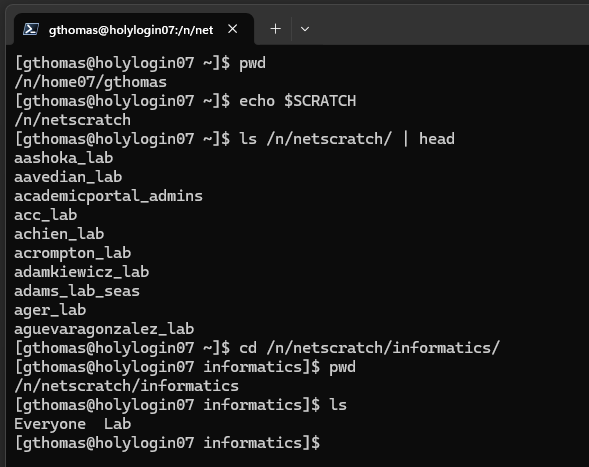 gthomas@holylogin07:/n/net
[gthomas@holylogin07 ~]$ pwd
/n/home07/gthomas
[gthomas@holylogin07 ~]$ echo $SCRATCH
/n/netscratch
[gthomas@holylogin07 ~]$ ls /n/netscratch/ | head
aashoka_lab
aavedian_lab
academicportal_admins
acc_lab
achien_lab
acrompton_lab
adamkiewicz_lab
adams_lab_seas
ager_lab
aguevaragonzalez_lab
[gthomas@holylogin07 ~]$ cd /n/netscratch/informatics/
[gthomas@holylogin07 informatics]$ pwd
/n/netscratch/informatics
[gthomas@holylogin07 informatics]$ ls
Everyone  Lab
[gthomas@holylogin07 informatics]$